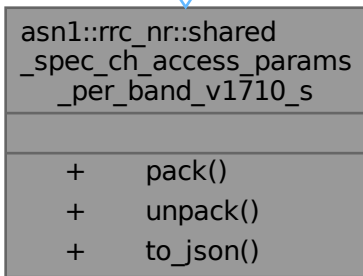 asn1::rrc_nr::shared
_spec_ch_access_params
_per_band_v1710_s
+ pack()
+ unpack()
+ to_json()